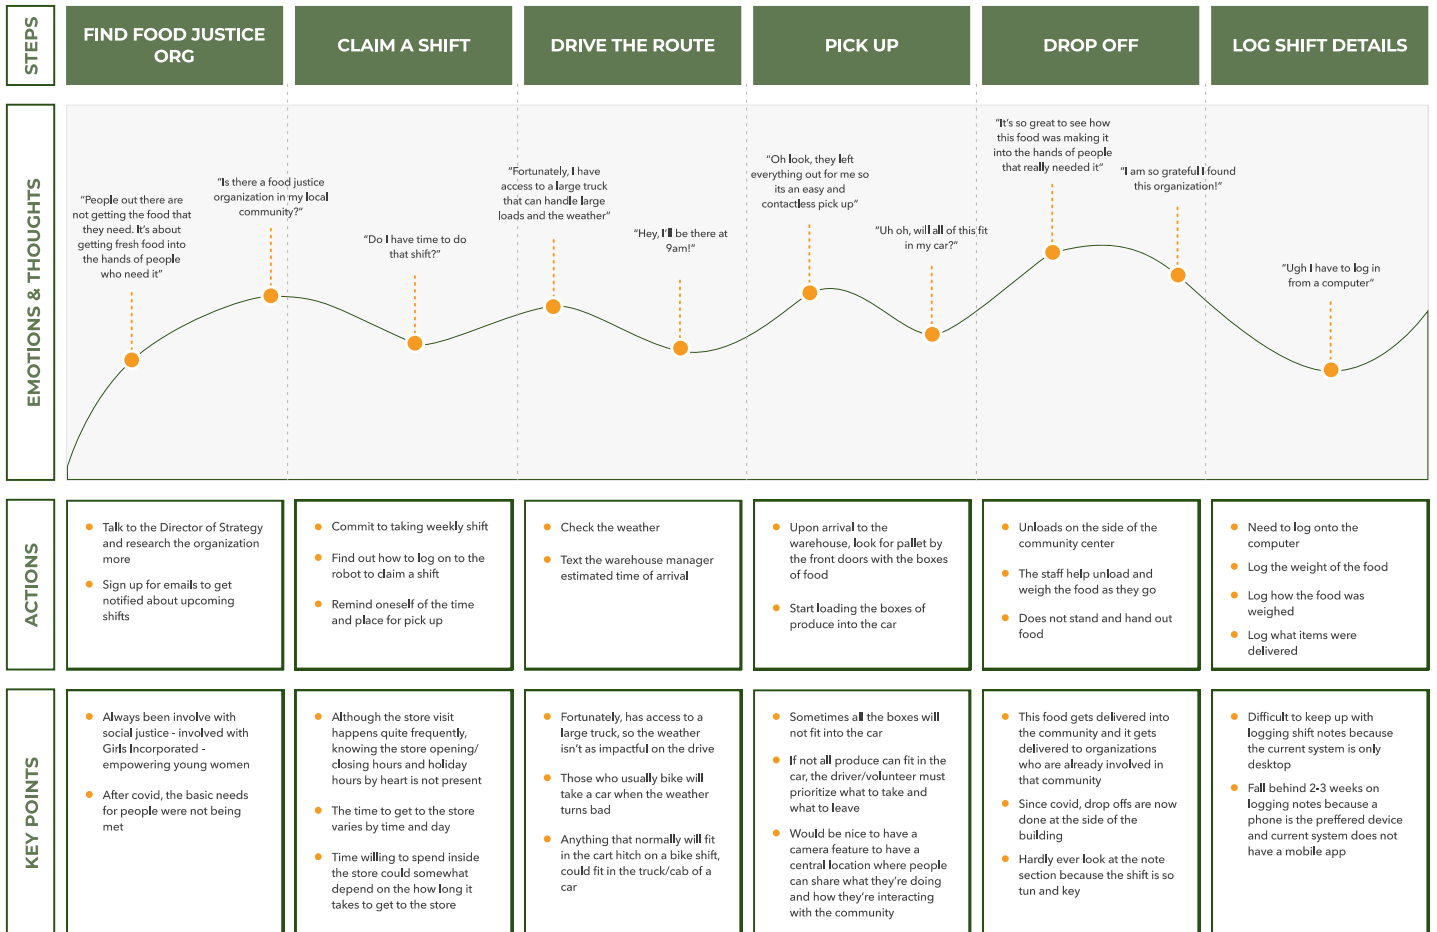 STEPS
FIND FOOD JUSTICE
ORG
CLAIM A SHIFT
DRIVE THE ROUTE
PICK UP
DROP OFF
LOG SHIFT DETAILS
EMOTIONS & THOUGHTS
"People out there are
not getting the food that
they need. It's about
getting fresh food into
the hands of people
who need it"
"Is there a food justice
organization in my local
community?"
"Do I have time to do
that shift?"
"Fortunately, I have
access to a large truck
that can handle large
loads and the weather"
"Hey, I'll be there at
9am!"
"Oh look, they left
everything out for me so
its an easy and
contactless pick up"
"Uh oh, will all of this fit
in my car?"
"It's so great to see how
this food was making it
into the hands of people
that really needed it"
"I am so grateful I found
this organization!"
"Ugh I have to log in
from a computer"
ACTIONS
Talk to the Director of Strategy
and research the organization
more
Sign up for emails to get
notified about upcoming
shifts
Commit to taking weekly shift
Find out how to log on to the
robot to claim a shift
Remind oneself of the time
and place for pick up
Check the weather
Text the warehouse manager
estimated time of arrival
Upon arrival to the
warehouse, look for pallet by
the front doors with the boxes
of food
Start loading the boxes of
produce into the car
Unloads on the side of the
community center
The staff help unload and
weigh the food as they go
Does not stand and hand out
food
Need to log onto the
computer
Log the weight of the food
Log how the food was
weighed
Log what items were
delivered
KEY POINTS
Always been involve with
social justice - involved with
Girls Incorporated -
empowering young women
After covid, the basic needs
for people were not being
met
Although the store visit
happens quite frequently,
knowing the store opening/
closing hours and holiday
hours by heart is not present
The time to get to the store
varies by time and day
Time willing to spend inside
the store could somewhat
depend on the how long it
takes to get to the store
Fortunately, has access to a
large truck, so the weather
isn't as impactful on the drive
Those who usually bike will
take a car when the weather
turns bad
Anything that normally will fit
in the cart hitch on a bike shift,
could fit in the truck/cab of a
car
Sometimes all the boxes will
not fit into the car
If not all produce can fit in the
car, the driver/volunteer must
prioritize what to take and
what to leave
Would be nice to have a
camera feature to have a
central location where people
can share what they're doing
and how they're interacting
with the community
This food gets delivered into
the community and it gets
delivered to organizations
who are already involved in
that community
Since covid, drop offs are now
done at the side of the
building
Hardly ever look at the note
section because the shift is so
tun and key
Difficult to keep up with
logging shift notes because
the current system is only
desktop
Fall behind 2-3 weeks on
logging notes because a
phone is the preffered device
and current system does not
have a mobile app